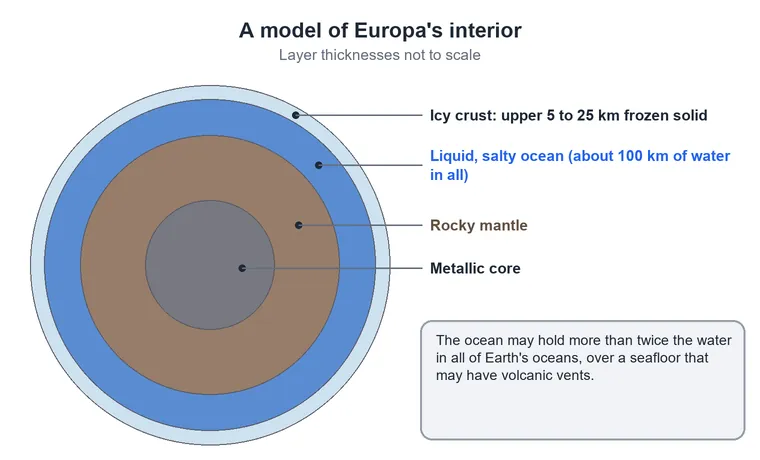 A model of Europa's interior
Layer thicknesses not to scale
Icy crust: upper 5 to 25 km frozen solid
Liquid, salty ocean (about 100 km of water
in all)
Rocky mantle
Metallic core
The ocean may hold more than twice the water
in all of Earth's oceans, over a seafloor that
may have volcanic vents.